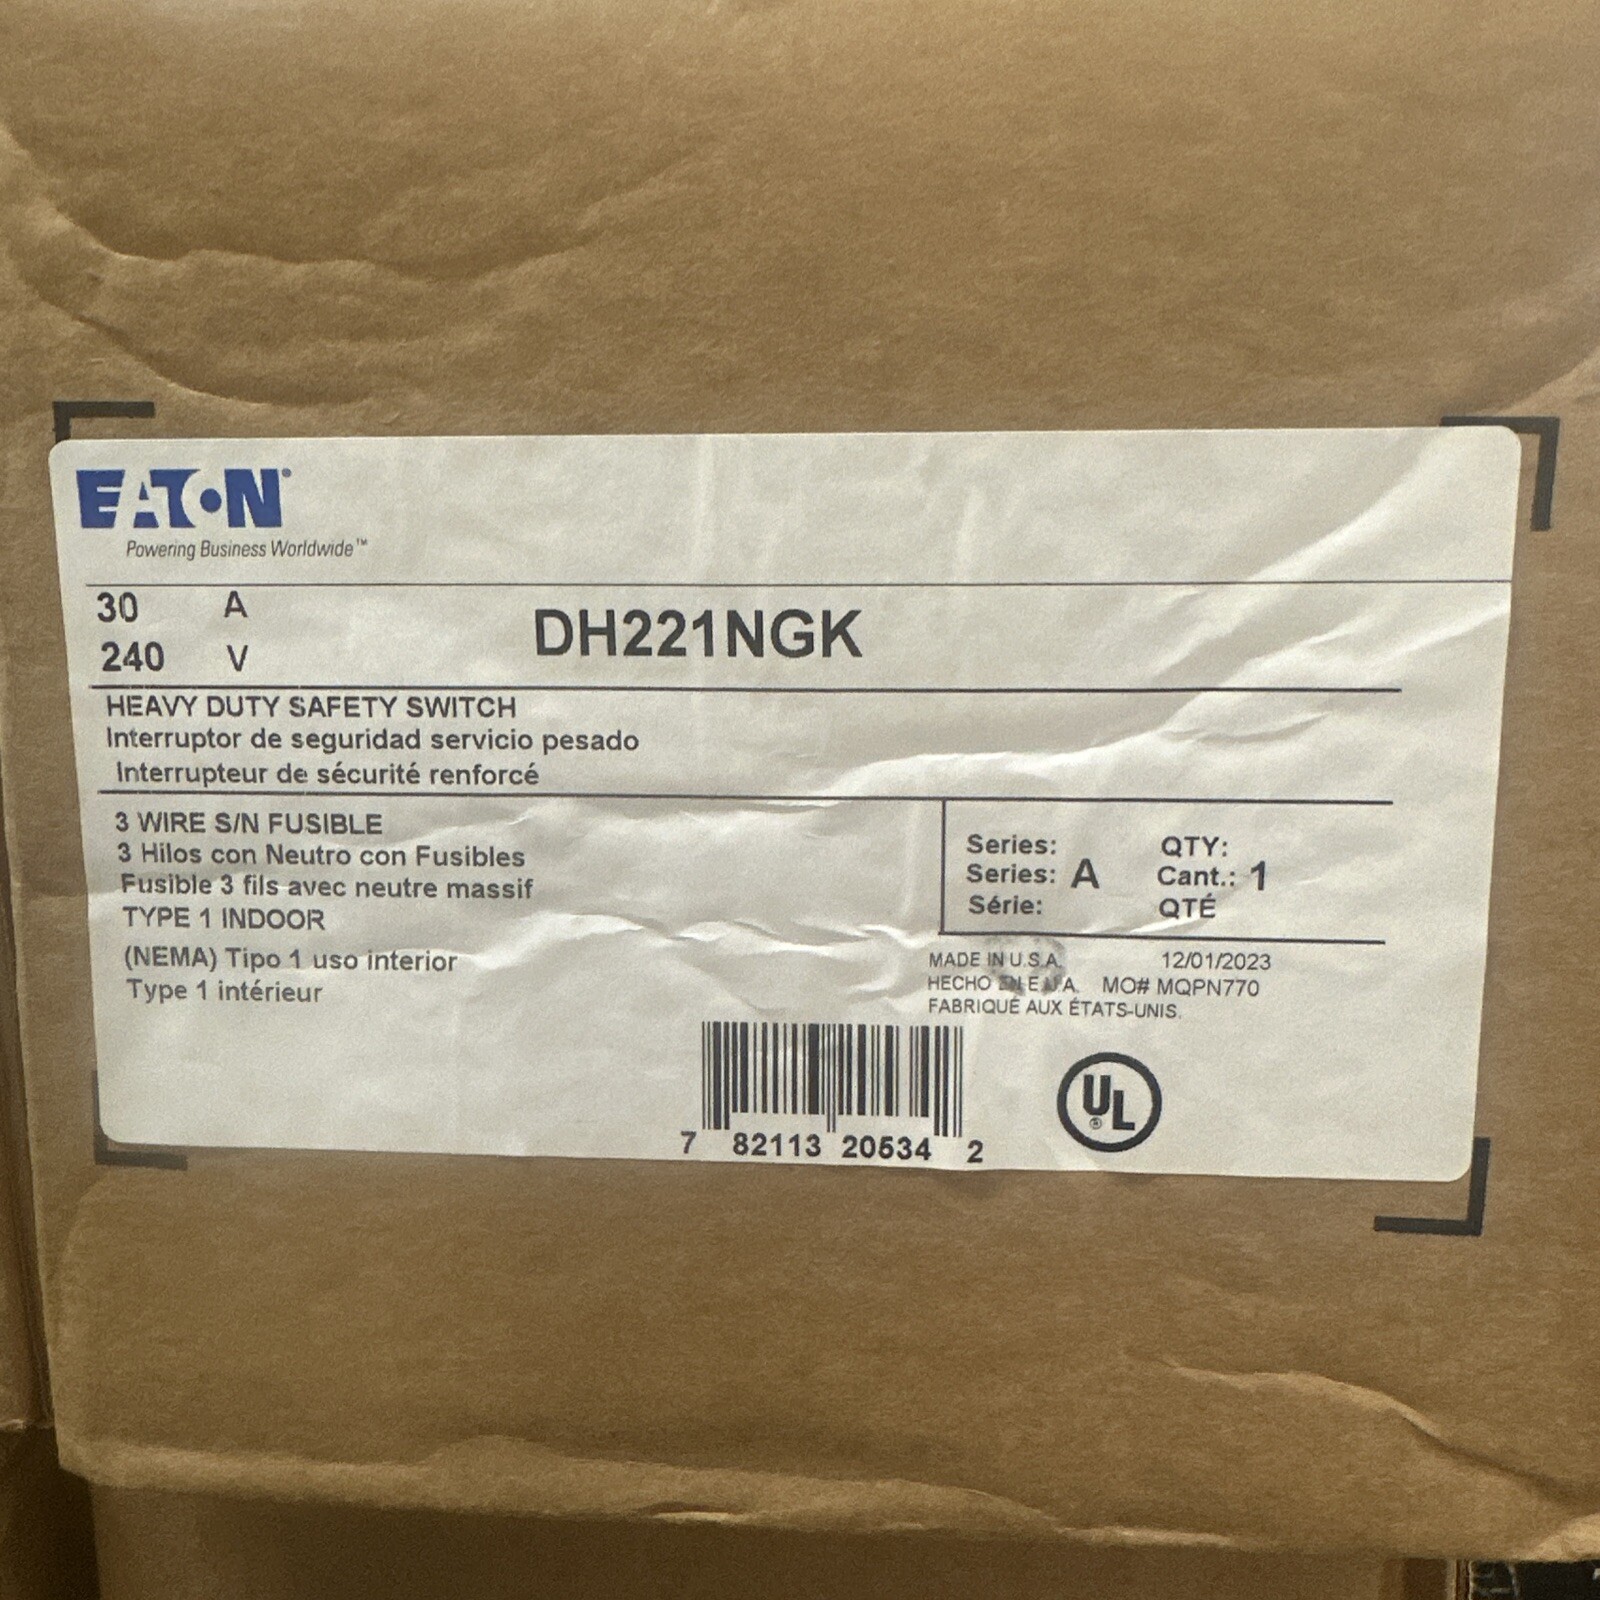 EATON
Powering Business Worldwide™
30 A
240 V
DH221NGK
HEAVY DUTY SAFETY SWITCH
Interruptor de seguridad servicio pesado
Interrupteur de sécurité renforcé
3 WIRE S/N FUSIBLE
3 Hilos con Neutro con Fusibles
Fusible 3 fils avec neutre massif
TYPE 1 INDOOR
(NEMA) Tipo 1 uso interior
Type 1 intérieur
Series: QTY:
Series: A Cant.: 1
Série: QTÉ
MADE IN U.S.A. 12/01/2023
HECHO EN E.U.A. MO# MQPN770
FABRIQUÉ AUX ÉTATS-UNIS.
7 82113 20534 2
UL